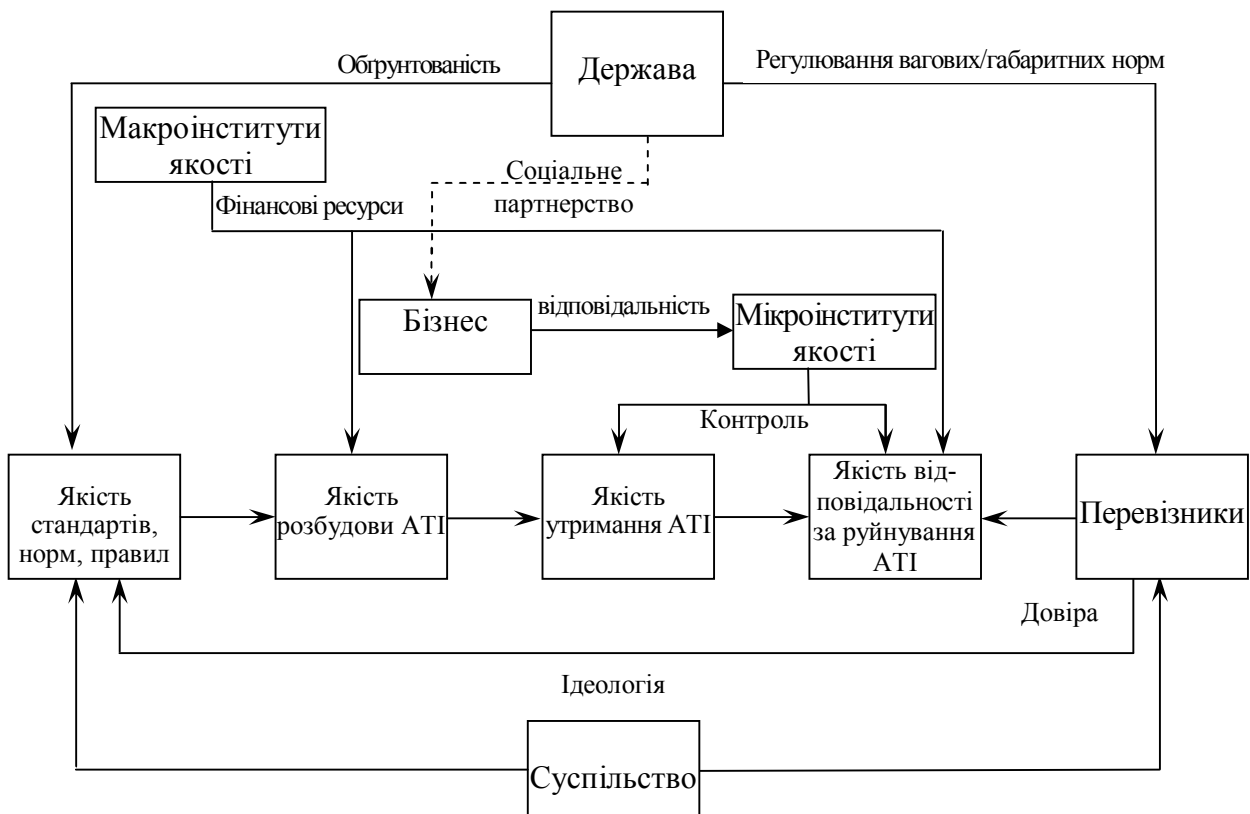 Держава
Обґрунтованість
Регулювання вагових/габаритних норм
Макроінститути
якості
Соціальне
партнерство
Фінансові ресурси
Бізнес
відповідальність
Мікроінститути
якості
Контроль
Якість
стандартів,
норм, правил
Якість
розбудови АТІ
Якість
утримання АТІ
Якість від-
повідальності
за руйнування
АТІ
Перевізники
Довіра
Ідеологія
Суспільство